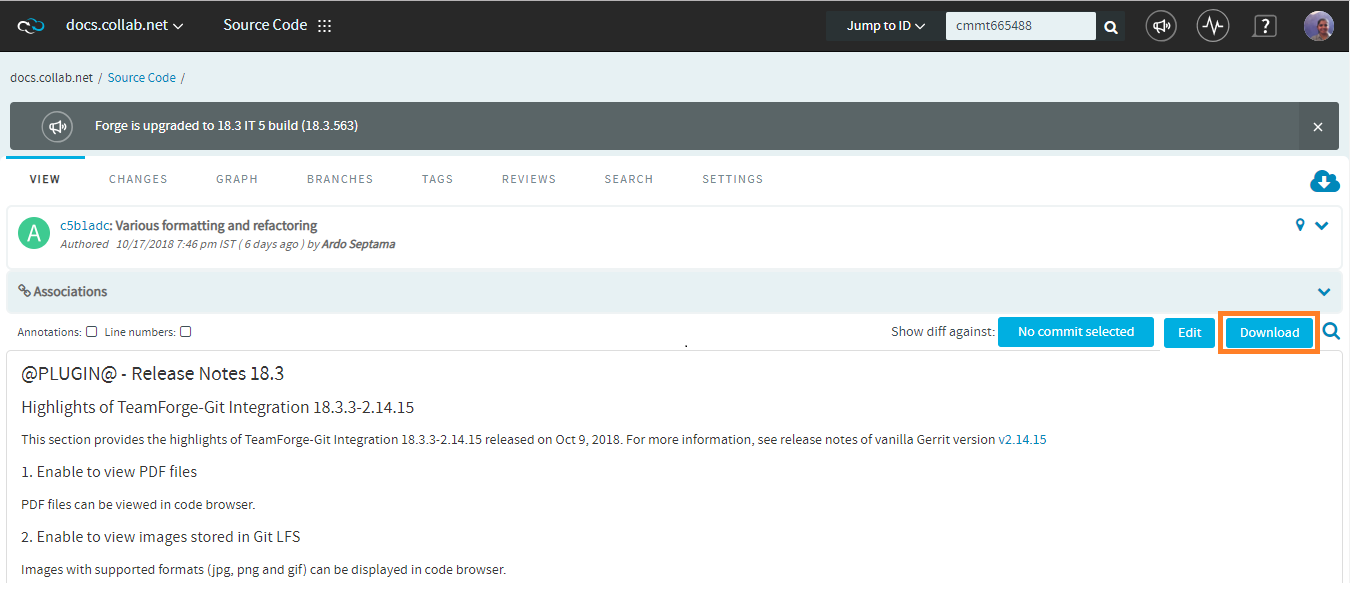 docs.collab.net Source Code Jump to ID cmmt665488 ?
docs.collab.net / Source Code /
Forge is upgraded to 18.3 IT 5 build (18.3.563) ×
VIEW CHANGES GRAPH BRANCHES TAGS REVIEWS SEARCH SETTINGS
A c5b1adc: Various formatting and refactoring
Authored 10/17/2018 7:46 pm IST ( 6 days ago ) by Ardo Septama
Associations
Annotations: Line numbers: Show diff against: No commit selected Edit Download
.
@PLUGIN@ - Release Notes 18.3
Highlights of TeamForge-Git Integration 18.3.3-2.14.15
This section provides the highlights of TeamForge-Git Integration 18.3.3-2.14.15 released on Oct 9, 2018. For more information, see release notes of vanilla Gerrit version v2.14.15
1. Enable to view PDF files
PDF files can be viewed in code browser.
2. Enable to view images stored in Git LFS
Images with supported formats (jpg, png and gif) can be displayed in code browser.